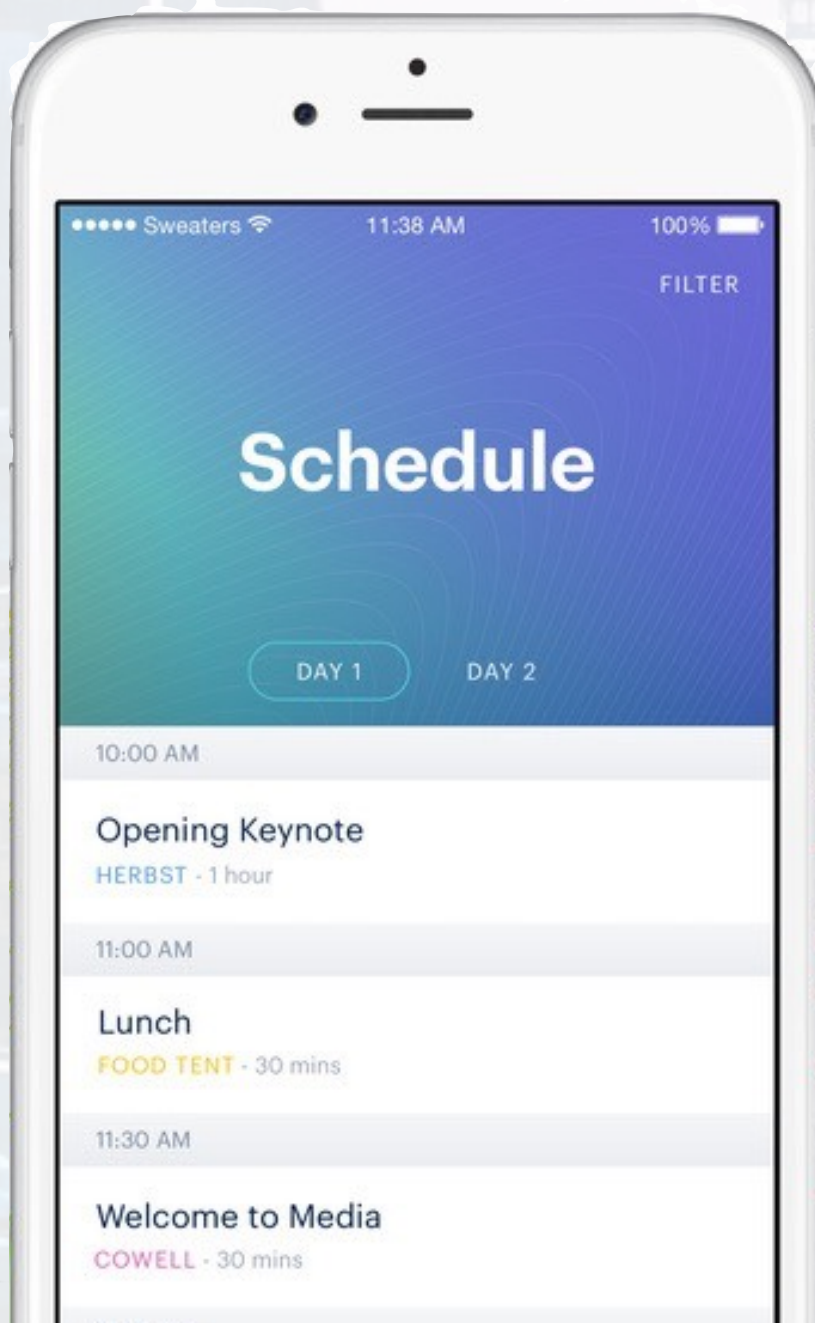 Sweaters 11:38 AM 100%
FILTER
Schedule
DAY 1 DAY 2
10:00 AM
Opening Keynote
HERBST - 1 hour
11:00 AM
Lunch
FOOD TENT - 30 mins
11:30 AM
Welcome to Media
COWELL - 30 mins